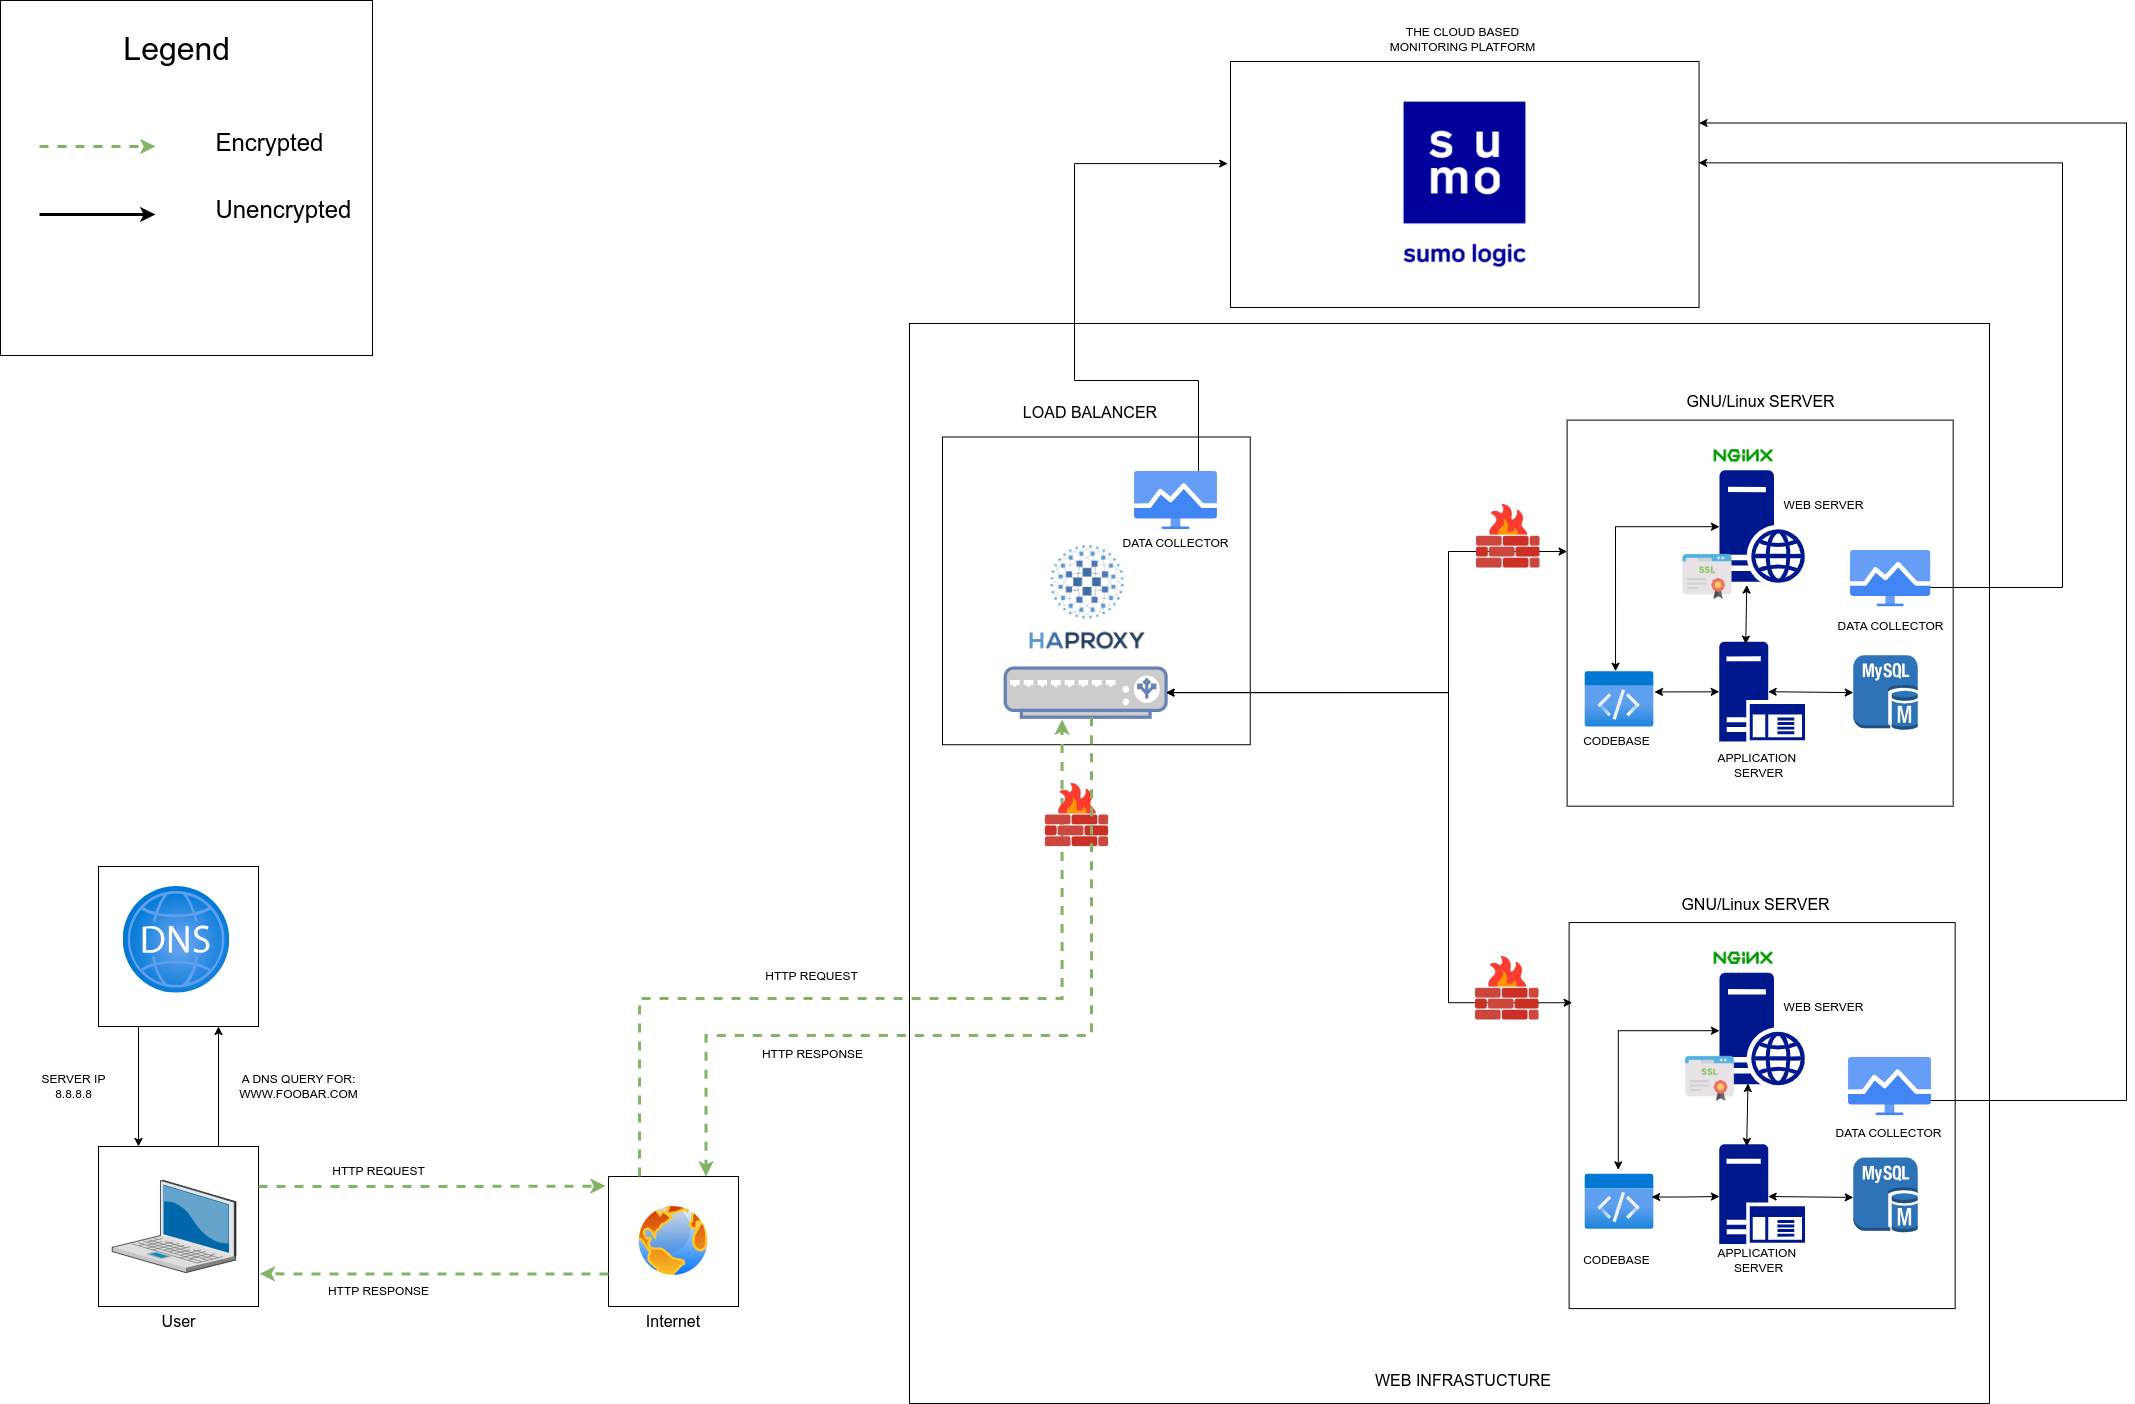 Legend
Encrypted
Unencrypted
THE CLOUD BASED
MONITORING PLATFORM
su
mo
sumo logic
LOAD BALANCER
DATA COLLECTOR
HAPROXY
GNU/Linux SERVER
NGINX
WEB SERVER
SSL
DATA COLLECTOR
MySQL
M
CODEBASE
APPLICATION
SERVER
GNU/Linux SERVER
NGINX
WEB SERVER
SSL
DATA COLLECTOR
MySQL
M
CODEBASE
APPLICATION
SERVER
DNS
SERVER IP
8.8.8.8
A DNS QUERY FOR:
WWW.FOOBAR.COM
HTTP REQUEST
HTTP RESPONSE
HTTP REQUEST
HTTP RESPONSE
User
Internet
WEB INFRASTUCTURE